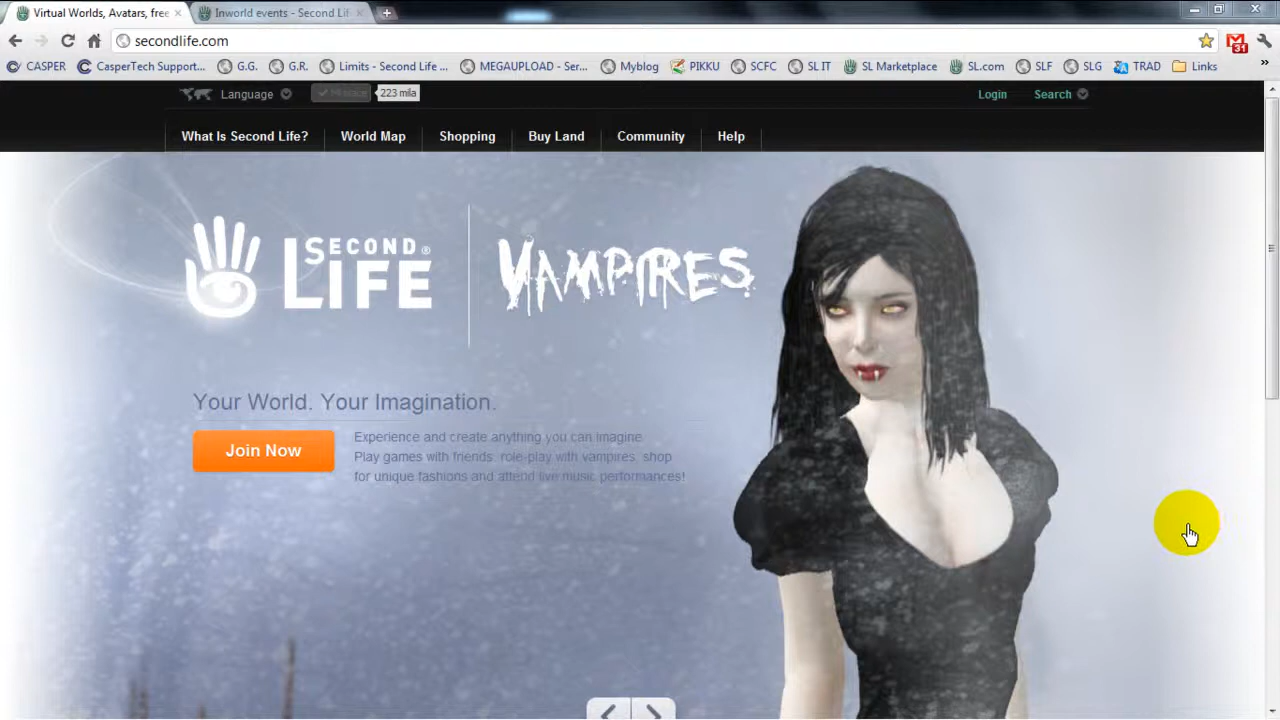 Virtual Worlds, Avatars, free
Inworld events - Second Lif
secondlife.com
31
CASPER
CasperTech Support...
G.G.
G.R.
Limits - Second Life ...
MEGAUPLOAD - Ser...
Myblog
PIKKU
SCFC
SL IT
SL Marketplace
SL.com
SLF
SLG
TRAD
Links
Language
Mi piace
223 mila
Login
Search
What Is Second Life?
World Map
Shopping
Buy Land
Community
Help
SECOND LIFE®
VAMPIRES
Your World. Your Imagination.
Join Now
Experience and create anything you can imagine.
Play games with friends, role-play with vampires, shop
for unique fashions and attend live music performances!